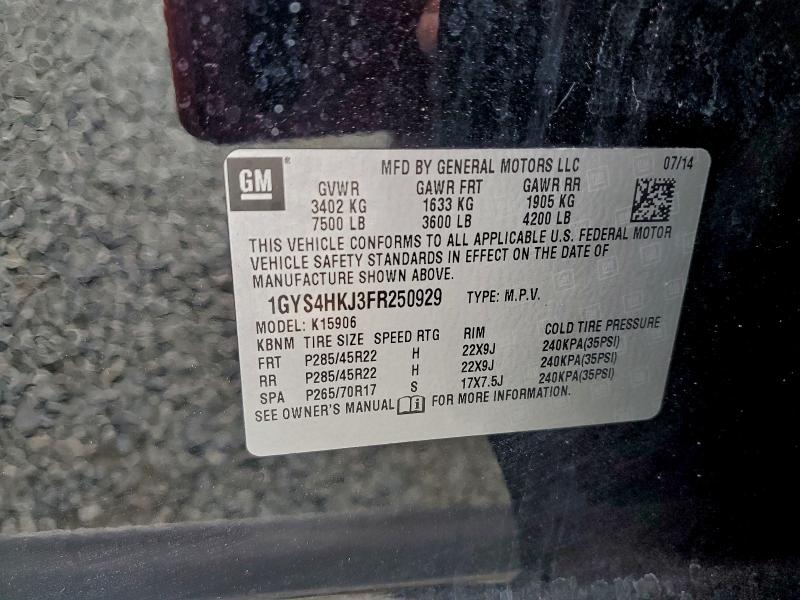 GM ® MFD BY GENERAL MOTORS LLC 07/14
GVWR GAWR FRT GAWR RR
3402 KG 1633 KG 1905 KG
7500 LB 3600 LB 4200 LB
THIS VEHICLE CONFORMS TO ALL APPLICABLE U.S. FEDERAL MOTOR
VEHICLE SAFETY STANDARDS IN EFFECT ON THE DATE OF
MANUFACTURE SHOWN ABOVE.
1GYS4HKJ3FR250929 TYPE: M.P.V.
MODEL: K15906
KBNM TIRE SIZE SPEED RTG RIM COLD TIRE PRESSURE
FRT P285/45R22 H 22X9J 240KPA(35PSI)
RR P285/45R22 H 22X9J 240KPA(35PSI)
SPA P265/70R17 S 17X7.5J 240KPA(35PSI)
SEE OWNER'S MANUAL i FOR MORE INFORMATION.